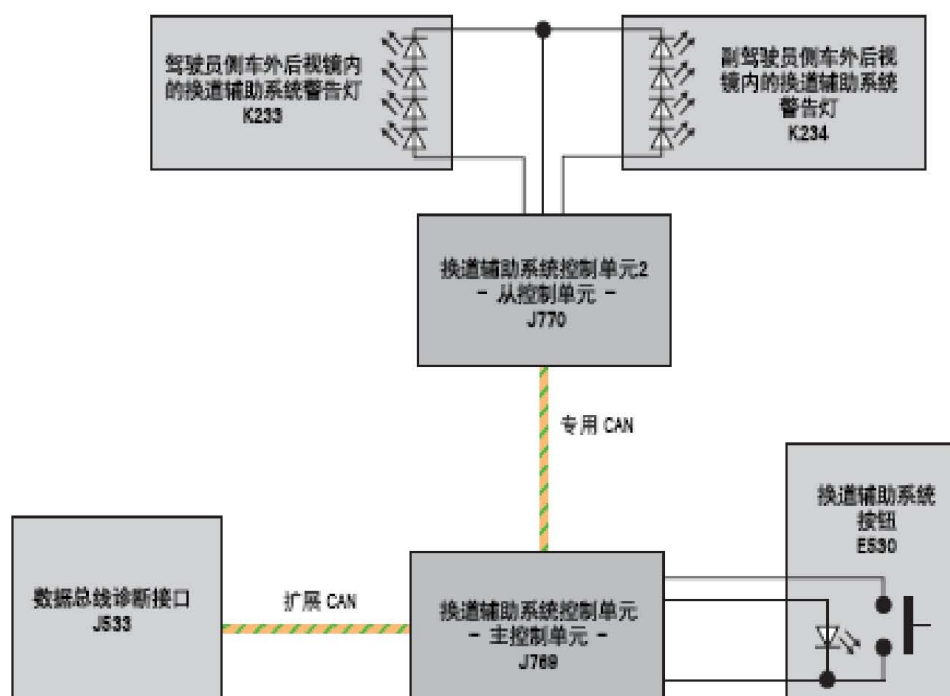 驾驶员侧车外后视镜内
的换道辅助系统警告灯
K233
副驾驶员侧车外后视
镜内的换道辅助系统
警告灯
K234
换道辅助系统控制单元2
- 从控制单元 -
J770
专用 CAN
换道辅助系统
按钮
E530
数据总线诊断接口
J533
扩展 CAN
换道辅助系统控制单元
- 主控制单元 -
J769